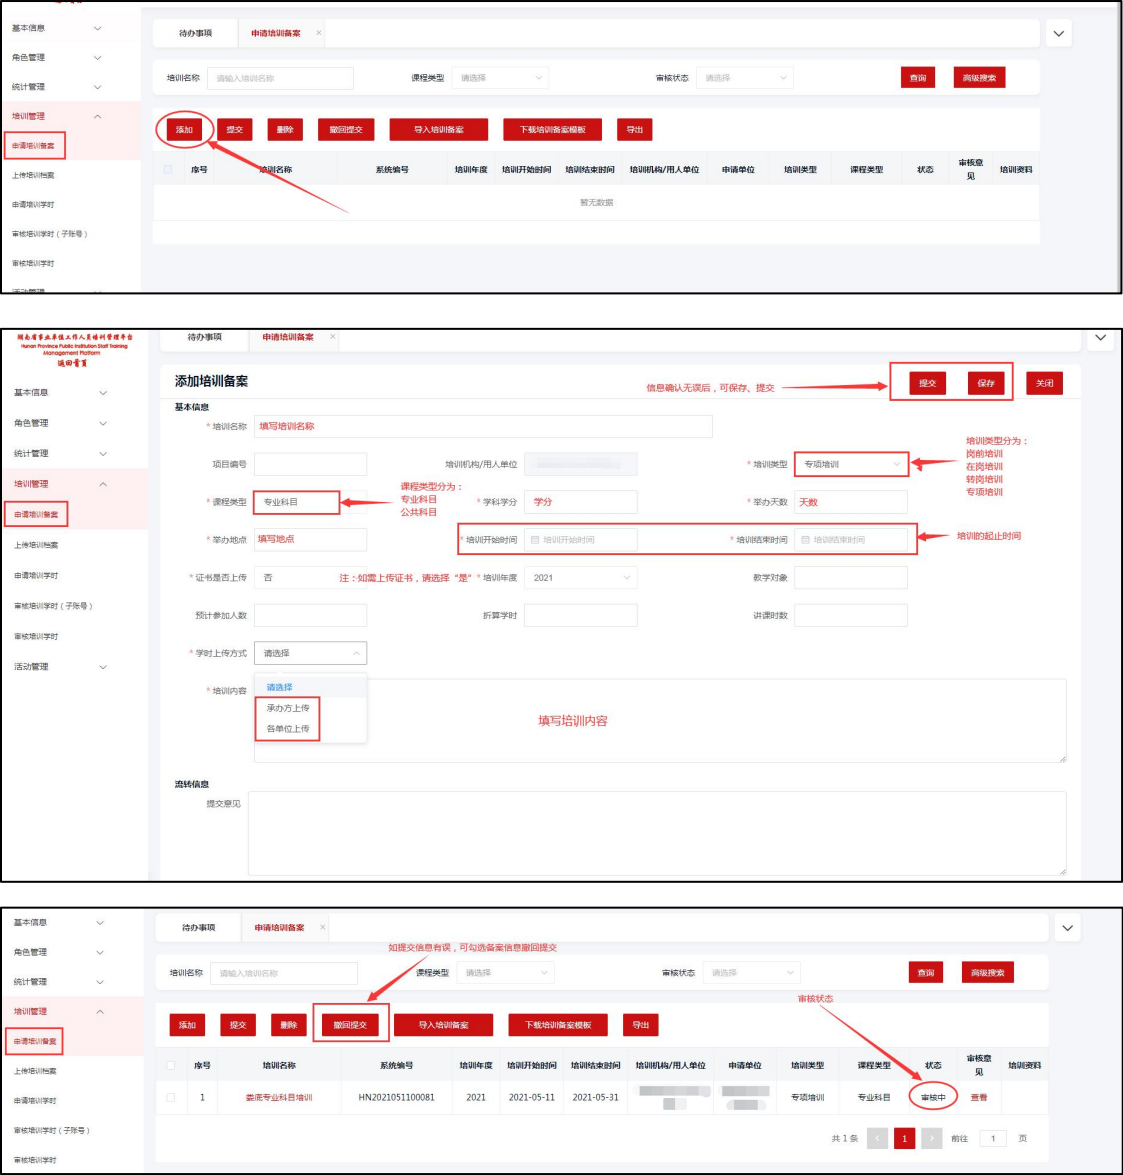 基本信息
待办事项 申请培训备案 ×
角色管理
培训名称 请输入培训名称 课程类型 请选择 审核状态 请选择 查询 高级搜索
统计管理
培训管理
添加 提交 删除 撤回提交 导入培训备案 下载培训备案模板 导出
申请培训备案
序号 培训名称 系统编号 培训年度 培训开始时间 培训结束时间 培训机构/用人单位 申请单位 培训类型 课程类型 状态 审核意见 培训资料
上传培训档案
暂无数据
申请培训学时
审核培训学时（子账号）
审核培训学时
活动管理
湖南省事业单位工作人员培训管理平台
Hunan Province Public Institution Staff Training
Management Platform
返回首页
待办事项 申请培训备案 ×
添加培训备案
信息确认无误后，可保存、提交
提交 保存 关闭
基本信息
角色管理
统计管理
培训管理
申请培训备案
上传培训档案
申请培训学时
审核培训学时（子账号）
审核培训学时
活动管理
基本信息
* 培训名称 填写培训名称
项目编号 培训机构/用人单位 * 培训类型 专项培训
培训类型分为：
岗前培训
在岗培训
转岗培训
专项培训
课程类型分为：
专业科目
公共科目
* 课程类型 专业科目 * 学科学分 学分 * 举办天数 天数
* 举办地点 填写地点 * 培训开始时间 培训开始时间 * 培训结束时间 培训结束时间 培训的起止时间
* 证书是否上传 否 注：如需上传证书，请选择“是” * 培训年度 2021 教学对象
预计参加人数 折算学时 讲课时数
* 学时上传方式 请选择
请选择
承办方上传
各单位上传
* 培训内容 填写培训内容
流转信息
提交意见
基本信息
待办事项 申请培训备案 ×
如提交信息有误，可勾选备案信息撤回提交
角色管理
培训名称 请输入培训名称 课程类型 请选择 审核状态 请选择 查询 高级搜索
统计管理
审核状态
培训管理
添加 提交 删除 撤回提交 导入培训备案 下载培训备案模板 导出
申请培训备案
序号 培训名称 系统编号 培训年度 培训开始时间 培训结束时间 培训机构/用人单位 申请单位 培训类型 课程类型 状态 审核意见 培训资料
上传培训档案
1 娄底专业科目培训 HN2021051100081 2021 2021-05-11 2021-05-31 专项培训 专业科目 审核中 查看
申请培训学时
审核培训学时（子账号）
共 1 条 < 1 > 前往 1 页
审核培训学时